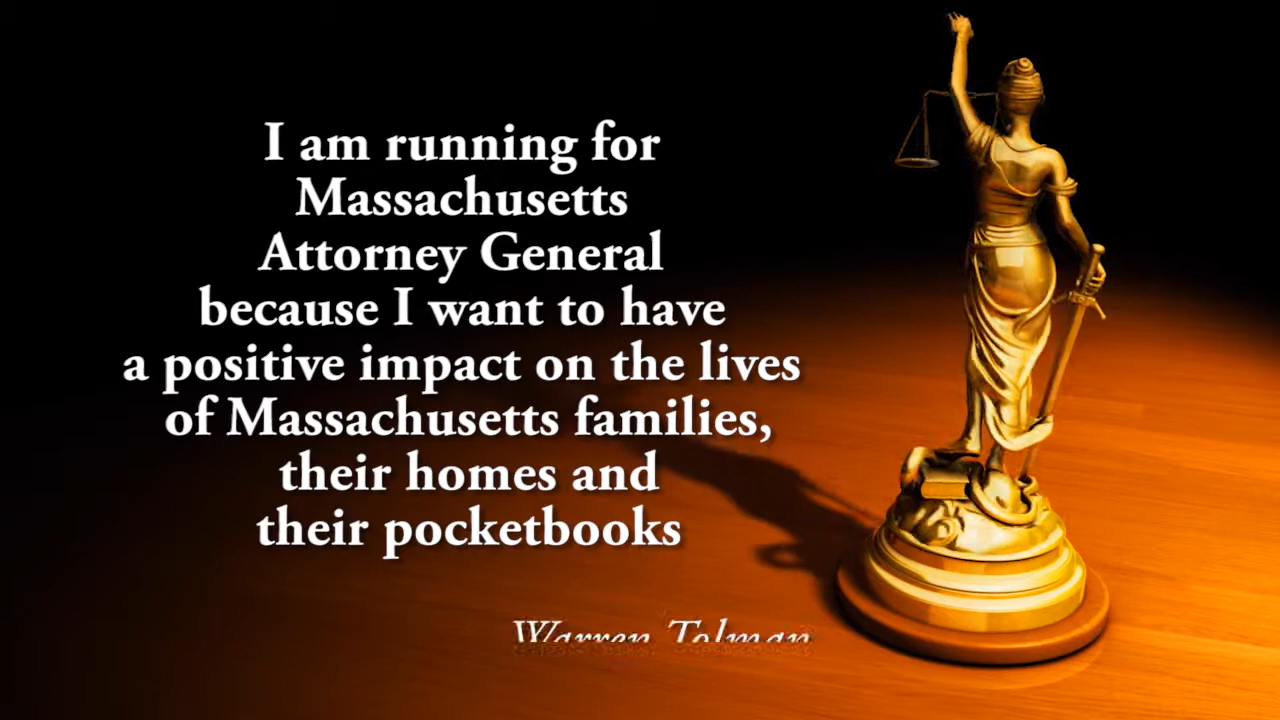 I am running for
Massachusetts
Attorney General
because I want to have
a positive impact on the lives
of Massachusetts families,
their homes and
their pocketbooks
Warren Tolman